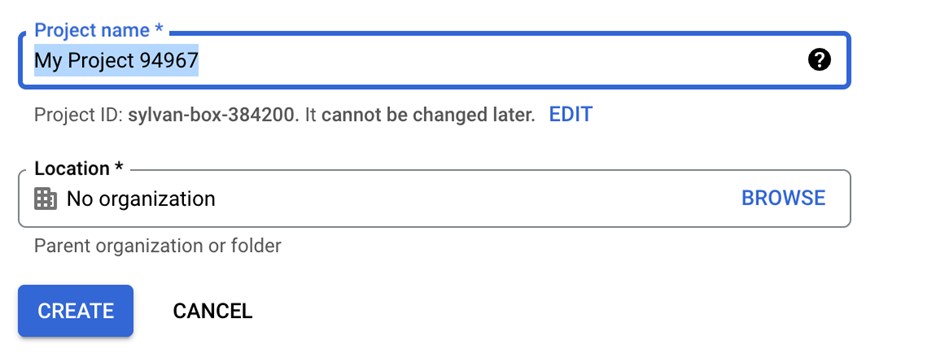 Project name *
My Project 94967
Project ID: sylvan-box-384200. It cannot be changed later. EDIT
Location *
No organization BROWSE
Parent organization or folder
CREATE CANCEL